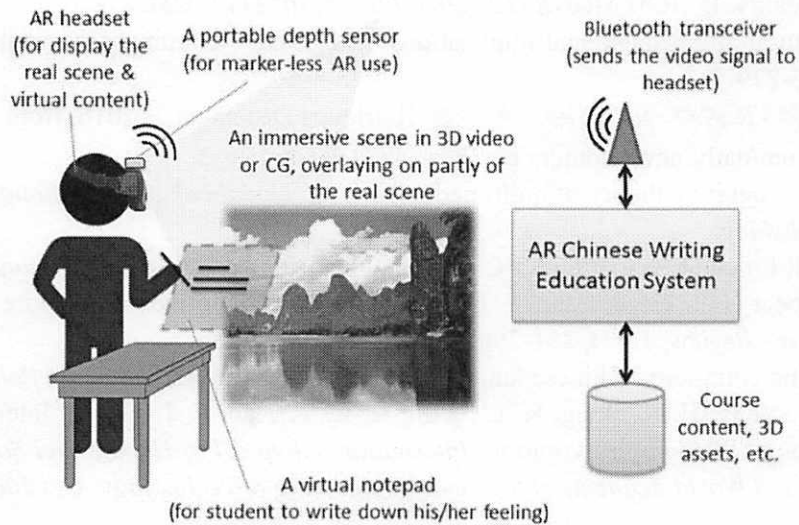 AR headset
(for display the
real scene &
virtual content)
A portable depth sensor
(for marker-less AR use)
An immersive scene in 3D video
or CG, overlaying on partly of
the real scene
A virtual notepad
(for student to write down his/her feeling)
Bluetooth transceiver
(sends the video signal to
headset)
AR Chinese Writing
Education System
Course
content, 3D
assets, etc.